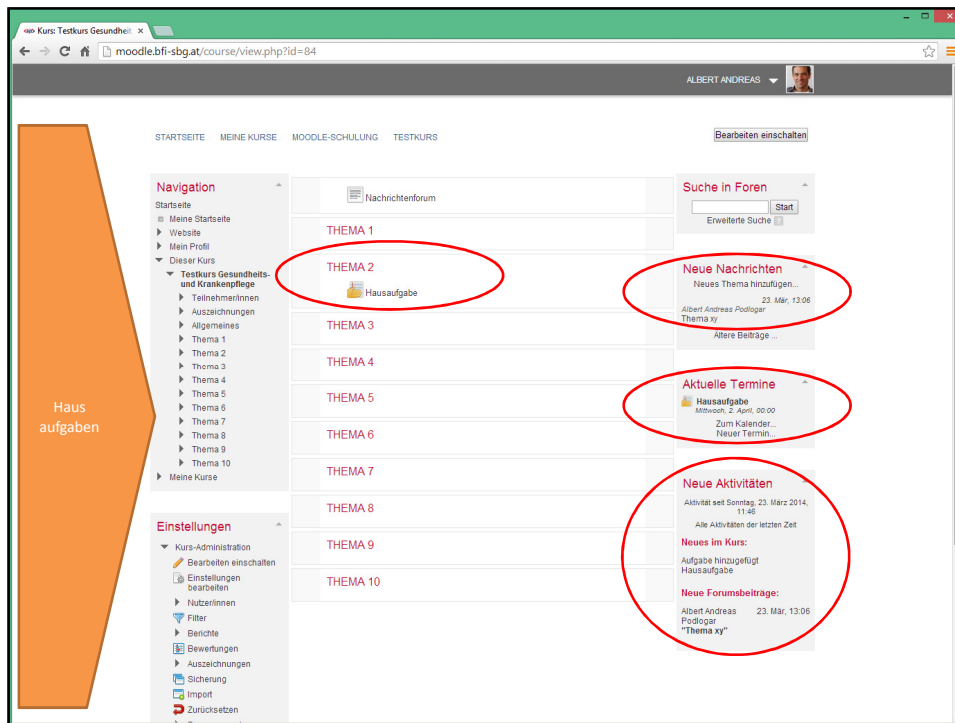 Kurs: Testkurs Gesundheit
moodle.bfi-sbg.at/course/view.php?id=84
ALBERT ANDREAS
STARTSEITE MEINE KURSE MOODLE-SCHULUNG TESTKURS
Bearbeiten einschalten
Haus
aufgaben
Navigation
Startseite
Meine Startseite
Website
Mein Profil
Dieser Kurs
Testkurs Gesundheits-
und Krankenpflege
Teilnehmer/innen
Auszeichnungen
Allgemeines
Thema 1
Thema 2
Thema 3
Thema 4
Thema 5
Thema 6
Thema 7
Thema 8
Thema 9
Thema 10
Meine Kurse
Einstellungen
Kurs-Administration
Bearbeiten einschalten
Einstellungen
bearbeiten
Nutzer/innen
Filter
Berichte
Bewertungen
Auszeichnungen
Sicherung
Import
Zurücksetzen
Nachrichtenforum
THEMA 1
THEMA 2
Hausaufgabe
THEMA 3
THEMA 4
THEMA 5
THEMA 6
THEMA 7
THEMA 8
THEMA 9
THEMA 10
Suche in Foren
Start
Erweiterte Suche ?
Neue Nachrichten
Neues Thema hinzufügen...
23. Mär, 13:06
Albert Andreas Podlogar
Thema xy
Ältere Beiträge ...
Aktuelle Termine
Hausaufgabe
Mittwoch, 2. April, 00:00
Zum Kalender...
Neuer Termin...
Neue Aktivitäten
Aktivität seit Sonntag, 23. März 2014,
11:46
Alle Aktivitäten der letzten Zeit
Neues im Kurs:
Aufgabe hinzugefügt
Hausaufgabe
Neue Forumsbeiträge:
Albert Andreas 23. Mär, 13:06
Podlogar
"Thema xy"